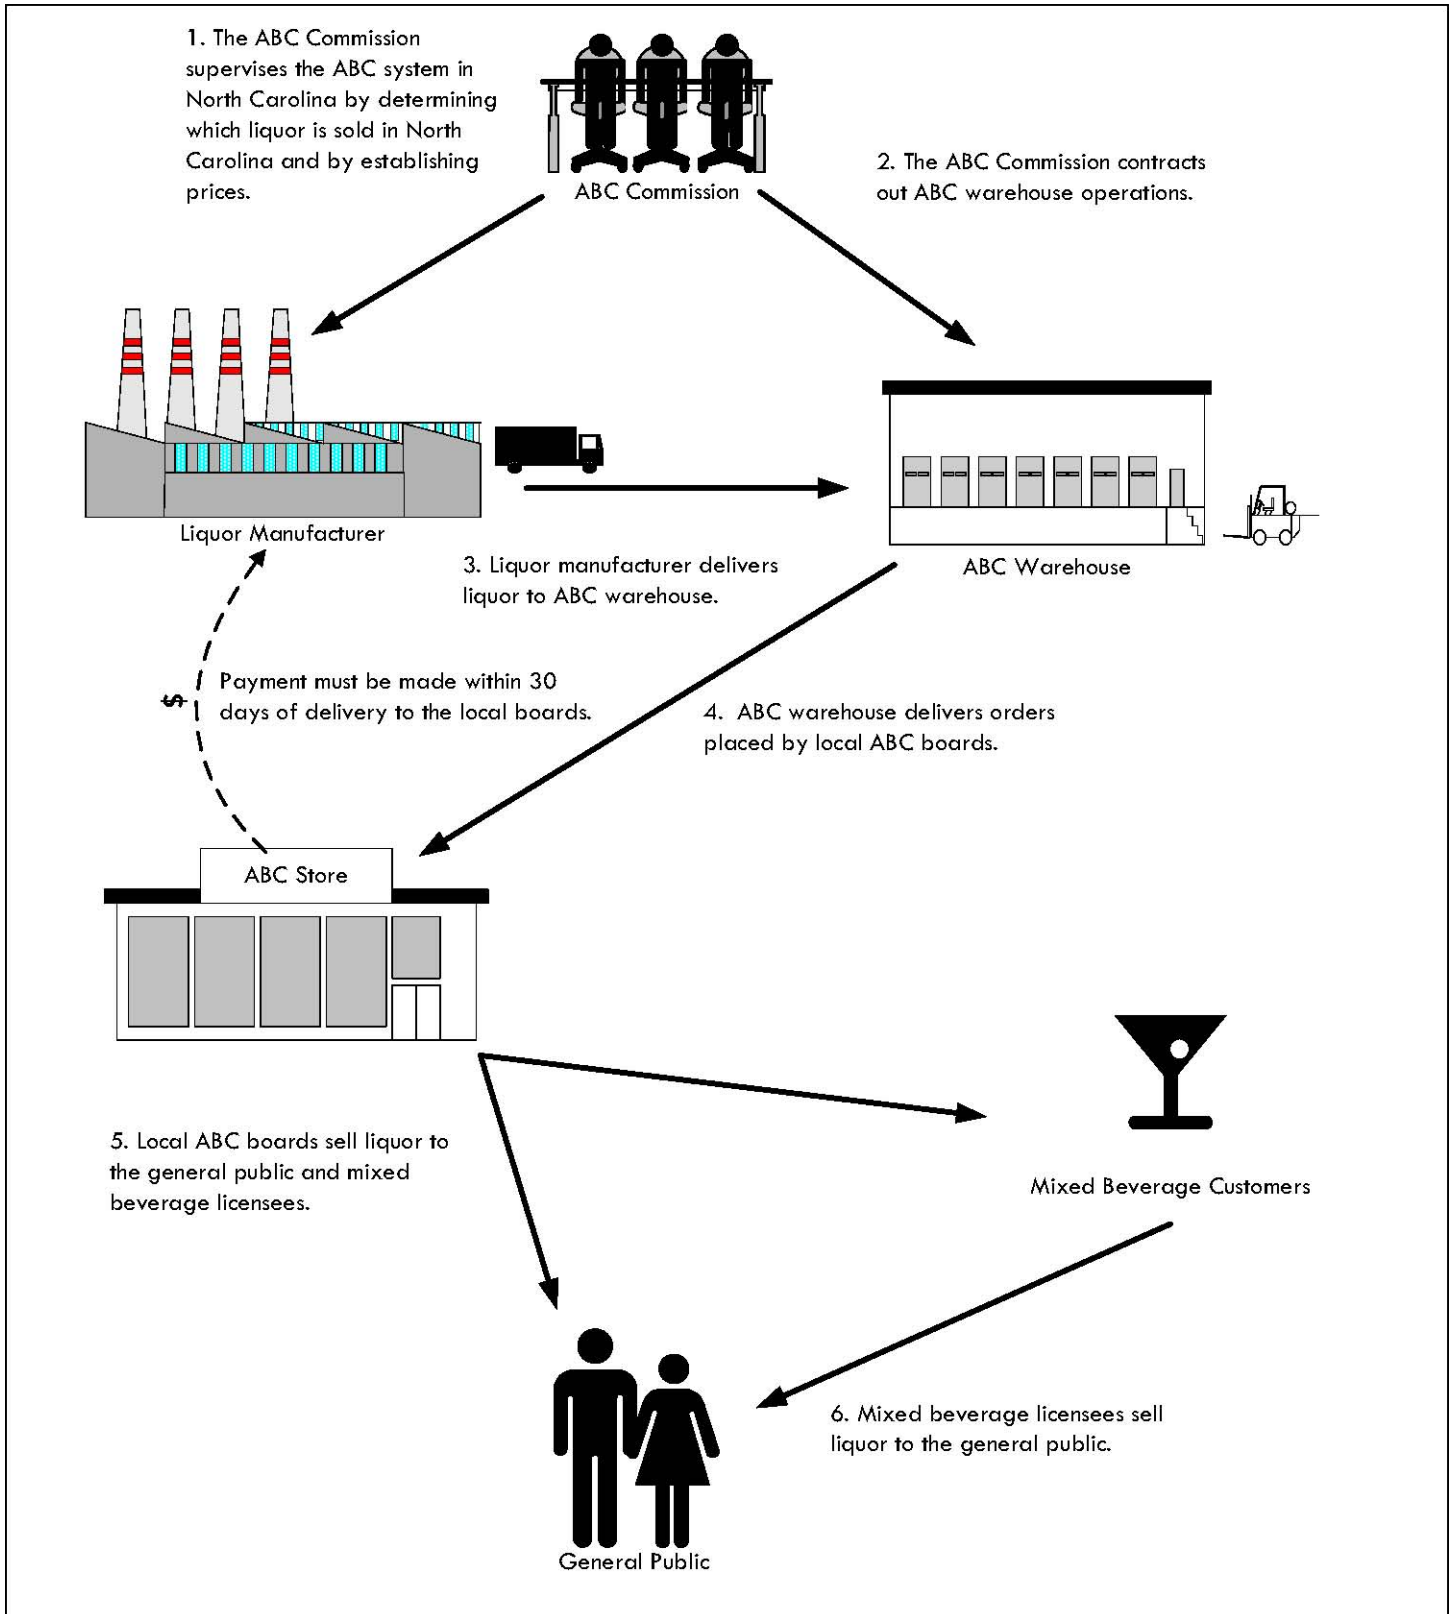 1. The ABC Commission
supervises the ABC system in
North Carolina by determining
which liquor is sold in North
Carolina and by establishing
prices.
ABC Commission
2. The ABC Commission contracts
out ABC warehouse operations.
Liquor Manufacturer
ABC Warehouse
3. Liquor manufacturer delivers
liquor to ABC warehouse.
$
Payment must be made within 30
days of delivery to the local boards.
4. ABC warehouse delivers orders
placed by local ABC boards.
ABC Store
5. Local ABC boards sell liquor to
the general public and mixed
beverage licensees.
Mixed Beverage Customers
6. Mixed beverage licensees sell
liquor to the general public.
General Public